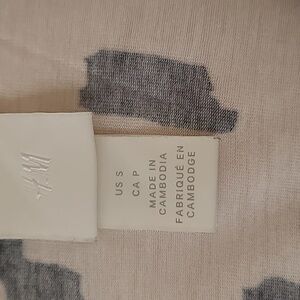 H&M
US S
CA P
MADE IN
CAMBODIA
FABRIQUÉ EN
CAMBODGE